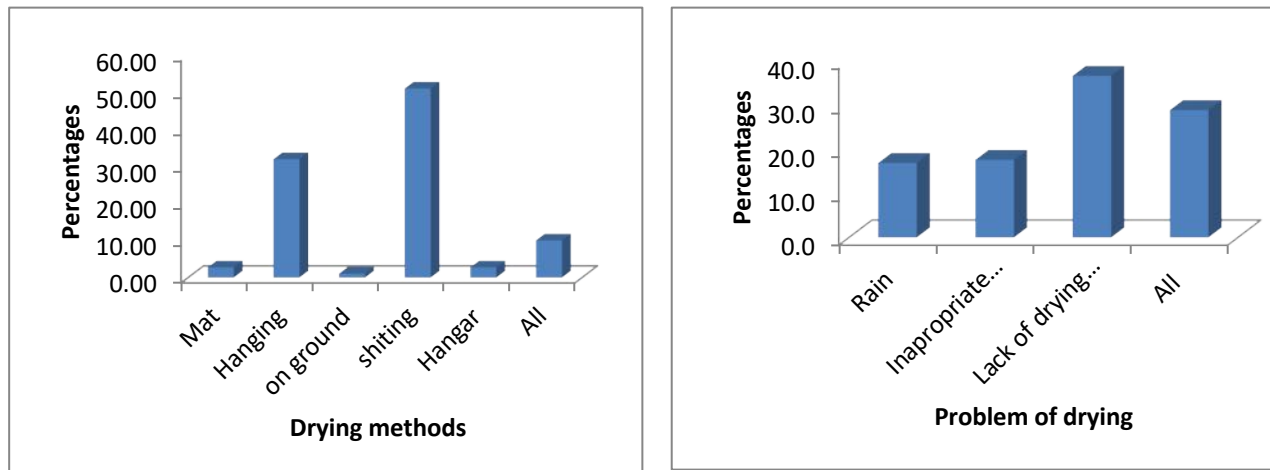 60.00
50.00
40.00
30.00
20.00
10.00
0.00
Percentages
Mat
Hanging
on ground
shiting
Hangar
All
Drying methods
40.0
30.0
20.0
10.0
0.0
Percentages
Rain
Inapropriate...
Lack of drying...
All
Problem of drying